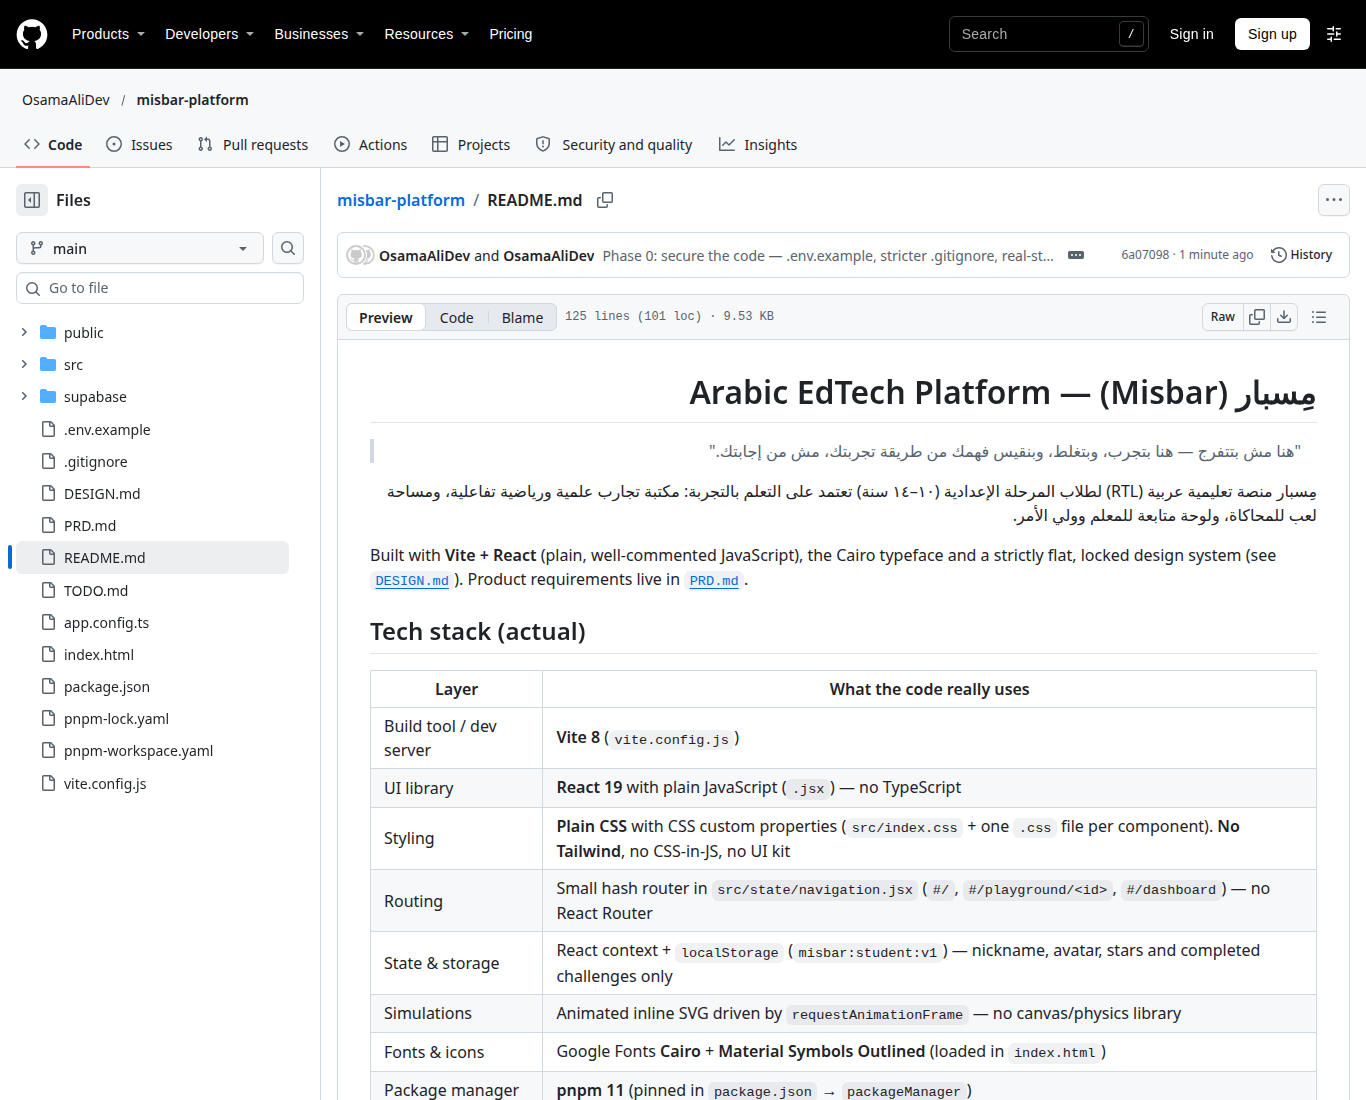 Products
Developers
Businesses
Resources
Pricing
Search
/
Sign in
Sign up
OsamaAliDev / misbar-platform
Code
Issues
Pull requests
Actions
Projects
Security and quality
Insights
Files
main
Go to file
public
src
supabase
.env.example
.gitignore
DESIGN.md
PRD.md
README.md
TODO.md
app.config.ts
index.html
package.json
pnpm-lock.yaml
pnpm-workspace.yaml
vite.config.js
misbar-platform / README.md
OsamaAliDev and OsamaAliDev Phase 0: secure the code — .env.example, stricter .gitignore, real-st...
6a07098 · 1 minute ago
History
Preview
Code
Blame
125 lines (101 loc) · 9.53 KB
Raw
مِسبار (Misbar) — Arabic EdTech Platform
"هنا مش بتتفرج — هنا بتجرب، وبتغلط، وبنقيس فهمك من طريقة تجربتك، مش من إجابتك."
مِسبار منصة تعليمية عربية (RTL) لطلاب المرحلة الإعدادية (١٠–١٤ سنة) تعتمد على التعلم بالتجربة: مكتبة تجارب علمية ورياضية تفاعلية، ومساحة
لعب للمحاكاة، ولوحة متابعة للمعلم وولي الأمر.
Built with Vite + React (plain, well-commented JavaScript), the Cairo typeface and a strictly flat, locked design system (see
DESIGN.md). Product requirements live in PRD.md.
Tech stack (actual)
Layer
What the code really uses
Build tool / dev
server
Vite 8 (vite.config.js)
UI library
React 19 with plain JavaScript (.jsx) — no TypeScript
Styling
Plain CSS with CSS custom properties (src/index.css + one .css file per component). No
Tailwind, no CSS-in-JS, no UI kit
Routing
Small hash router in src/state/navigation.jsx (#/, #/playground/<id>, #/dashboard) — no
React Router
State & storage
React context + localStorage (misbar:student:v1) — nickname, avatar, stars and completed
challenges only
Simulations
Animated inline SVG driven by requestAnimationFrame — no canvas/physics library
Fonts & icons
Google Fonts Cairo + Material Symbols Outlined (loaded in index.html)
Package manager
pnpm 11 (pinned in package.json → packageManager)